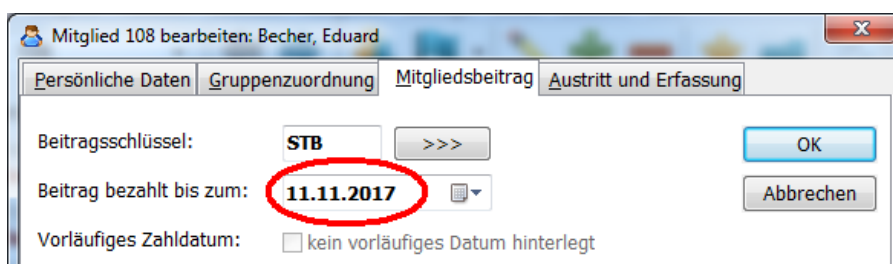 Mitglied 108 bearbeiten: Becher, Eduard
Persönliche Daten Gruppenzuordnung Mitgliedsbeitrag Austritt und Erfassung
Beitragsschlüssel: STB >>> OK
Beitrag bezahlt bis zum: 11.11.2017 Abbrechen
Vorläufiges Zahldatum: kein vorläufiges Datum hinterlegt